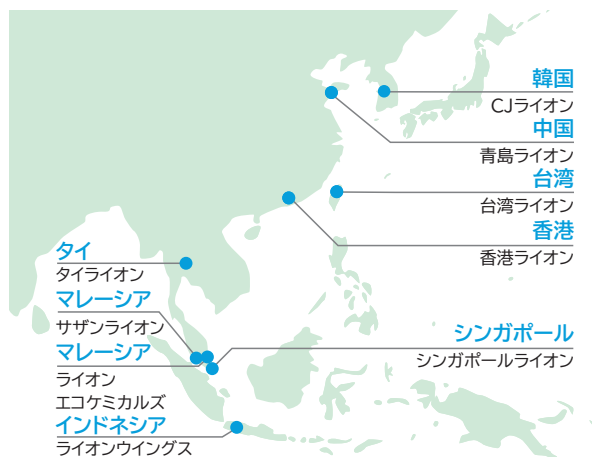 韓国
CJライオン
中国
青島ライオン
台湾
台湾ライオン
香港
香港ライオン
タイ
タイライオン
マレーシア
サザンライオン
マレーシア
ライオン
エコケミカルズ
インドネシア
ライオンウイングス
シンガポール
シンガポールライオン